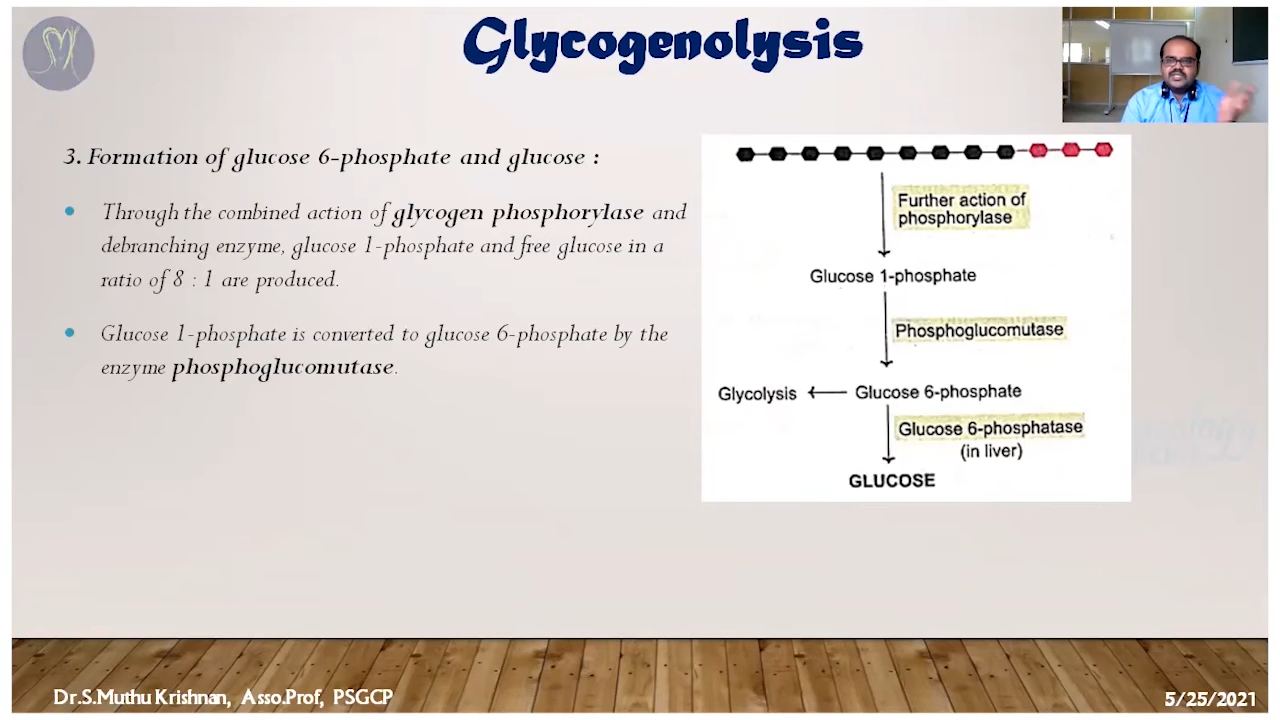 Glycogenolysis
3. Formation of glucose 6-phosphate and glucose :
Through the combined action of glycogen phosphorylase and
debranching enzyme, glucose 1-phosphate and free glucose in a
ratio of 8 : 1 are produced.
Glucose 1-phosphate is converted to glucose 6-phosphate by the
enzyme phosphoglucomutase.
Further action of
phosphorylase
Glucose 1-phosphate
Phosphoglucomutase
Glycolysis
Glucose 6-phosphate
Glucose 6-phosphatase
(in liver)
GLUCOSE
Dr.S.Muthu Krishnan, Asso.Prof, PSGCP
5/25/2021